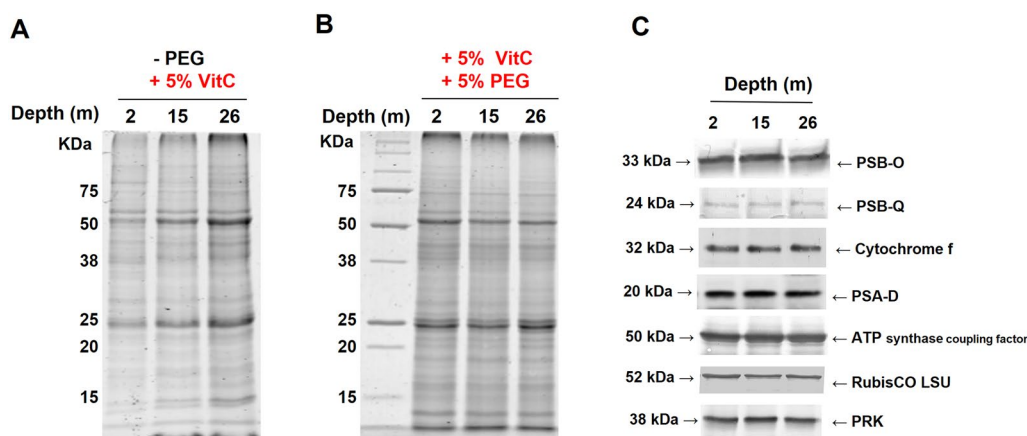 A
- PEG
+ 5% VitC
Depth (m) 2 15 26
KDa
75
50
38
25
20
15
B
+ 5% VitC
+ 5% PEG
Depth (m) 2 15 26
KDa
75
50
38
25
20
15
C
Depth (m)
2 15 26
33 kDa → ← PSB-O
24 kDa → ← PSB-Q
32 kDa → ← Cytochrome f
20 kDa → ← PSA-D
50 kDa → ← ATP synthase coupling factor
52 kDa → ← RubisCO LSU
38 kDa → ← PRK